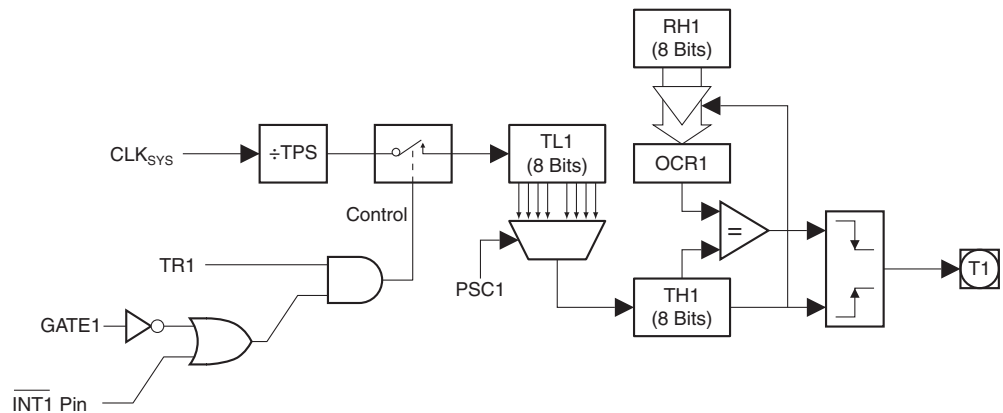 RH1
(8 Bits)
CLKSYS
÷TPS
TL1
(8 Bits)
OCR1
Control
=
TR1
PSC1
TH1
(8 Bits)
T1
GATE1
INT1 Pin